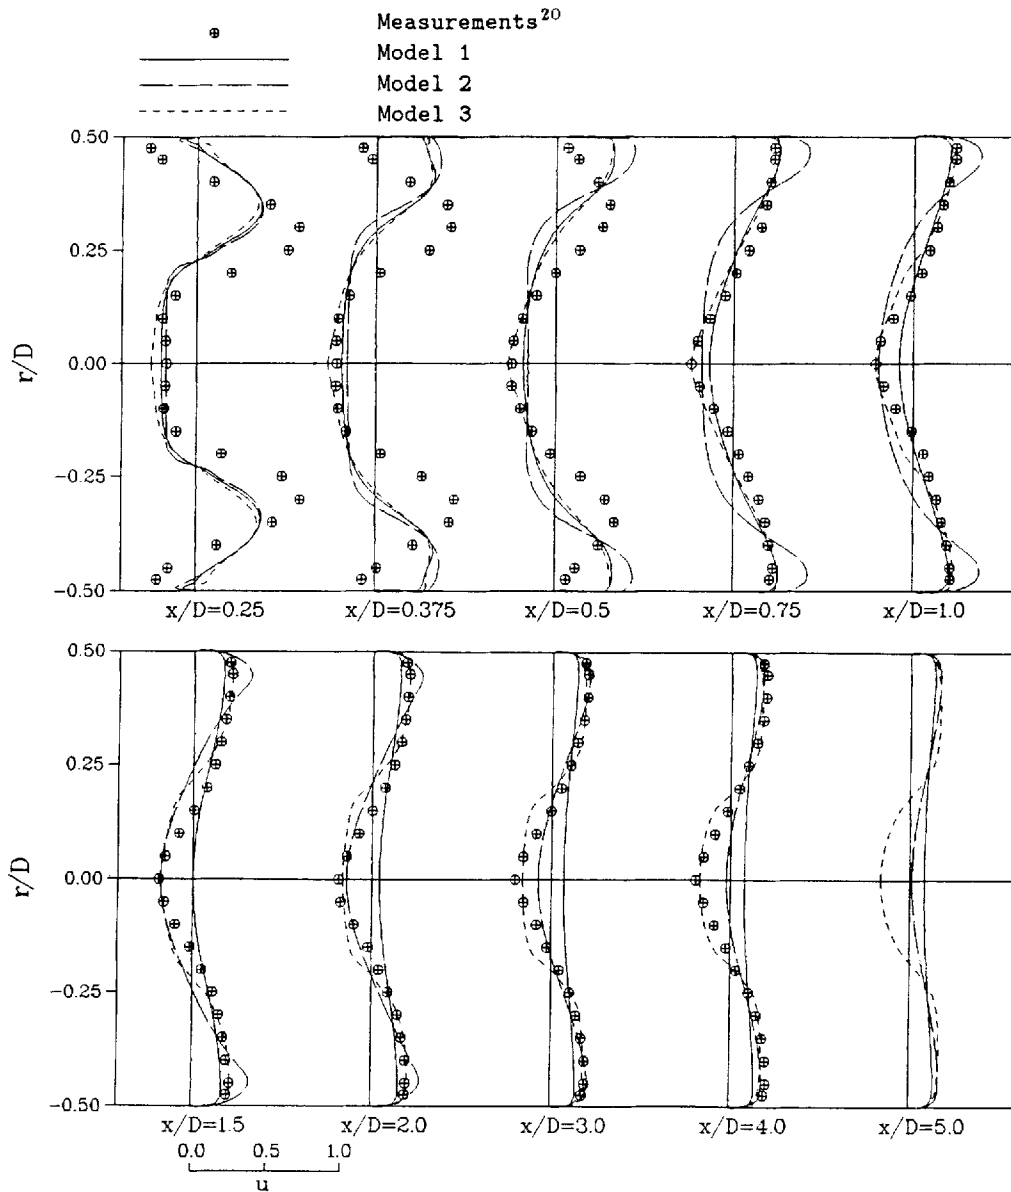 Measurements20
Model 1
Model 2
Model 3
0.50
0.25
0.00
-0.25
-0.50
r/D
x/D=0.25
x/D=0.375
x/D=0.5
x/D=0.75
x/D=1.0
0.50
0.25
0.00
-0.25
-0.50
r/D
x/D=1.5
x/D=2.0
x/D=3.0
x/D=4.0
x/D=5.0
0.0 0.5 1.0
u